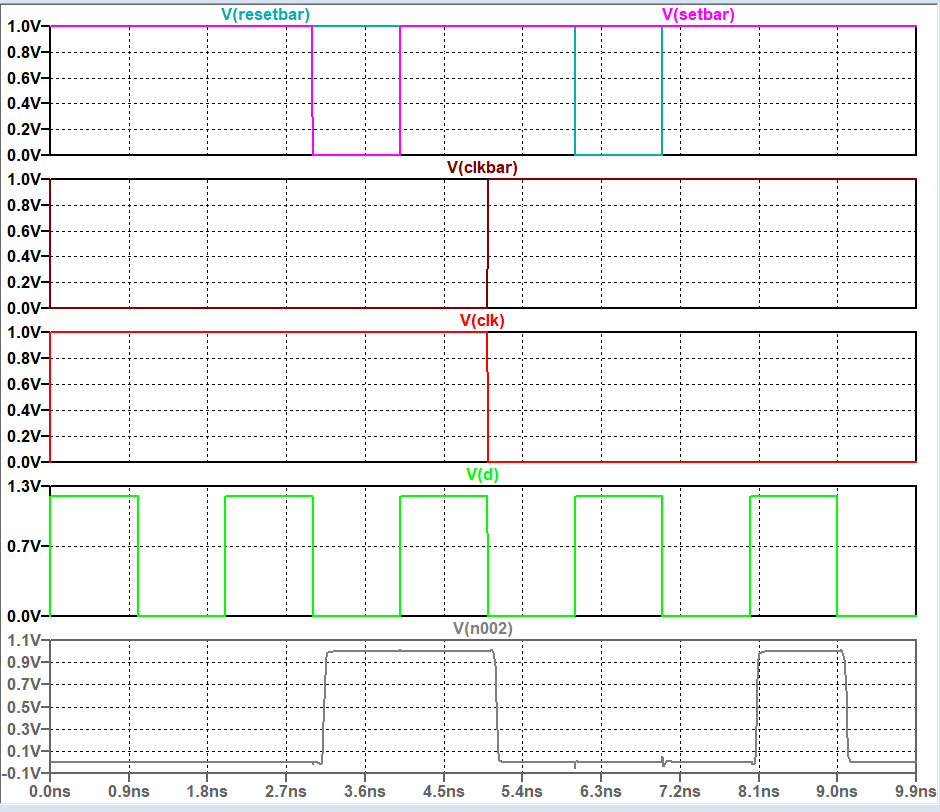 V(resetbar) V(setbar)
1.0V
0.8V
0.6V
0.4V
0.2V
0.0V
V(clkbar)
1.0V
0.8V
0.6V
0.4V
0.2V
0.0V
V(clk)
1.0V
0.8V
0.6V
0.4V
0.2V
0.0V
V(d)
1.3V
0.7V
0.0V
V(n002)
1.1V
0.9V
0.7V
0.5V
0.3V
0.1V
-0.1V
0.0ns 0.9ns 1.8ns 2.7ns 3.6ns 4.5ns 5.4ns 6.3ns 7.2ns 8.1ns 9.0ns 9.9ns